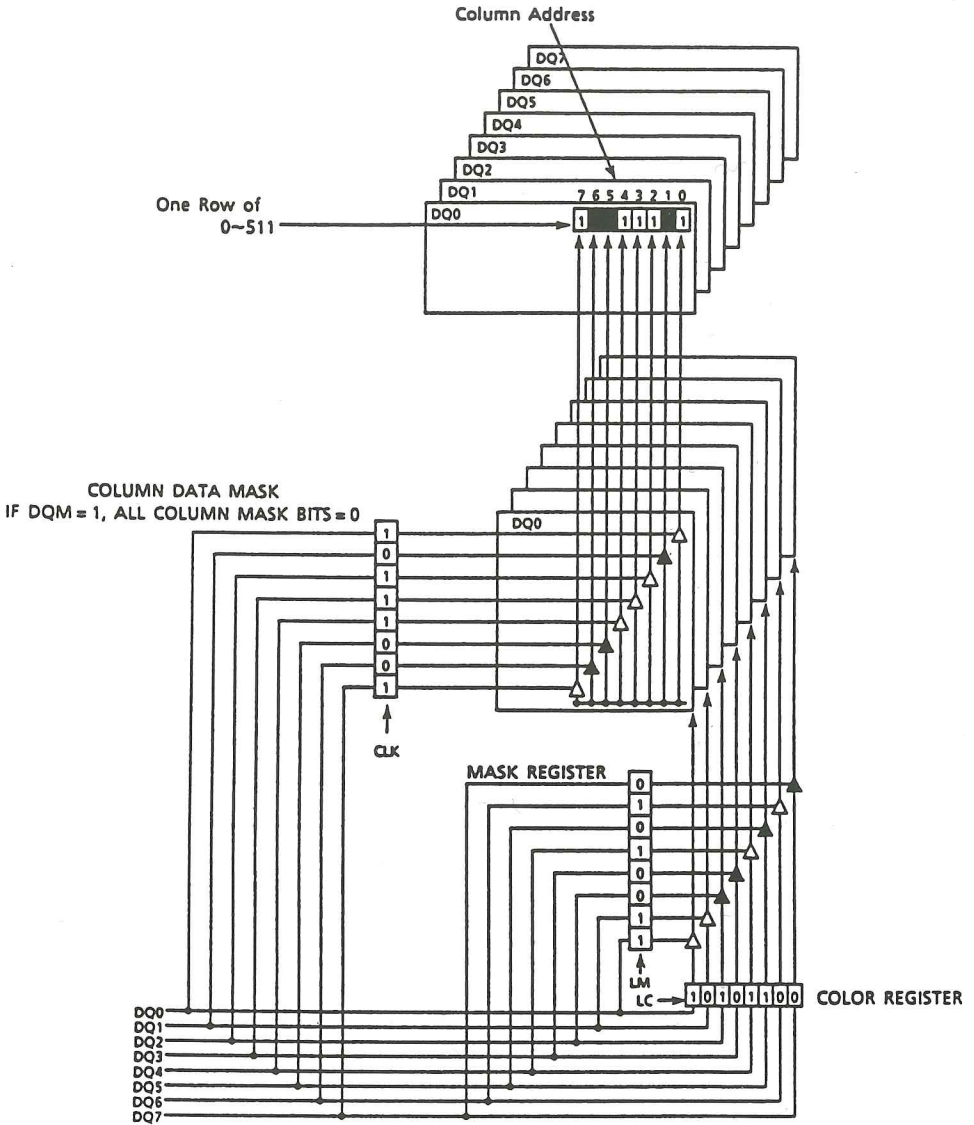 Column Address
DQ7
DQ6
DQ5
DQ4
DQ3
DQ2
DQ1
7 6 5 4 3 2 1 0
One Row of
0~511
DQ0
1 1 1 1 1
COLUMN DATA MASK
IF DQM = 1, ALL COLUMN MASK BITS = 0
DQ0
1
0
1
1
1
0
0
1
CLK
MASK REGISTER
0
1
0
1
0
0
1
1
LM
LC
1 0 1 0 1 1 0 0
COLOR REGISTER
DQ0
DQ1
DQ2
DQ3
DQ4
DQ5
DQ6
DQ7